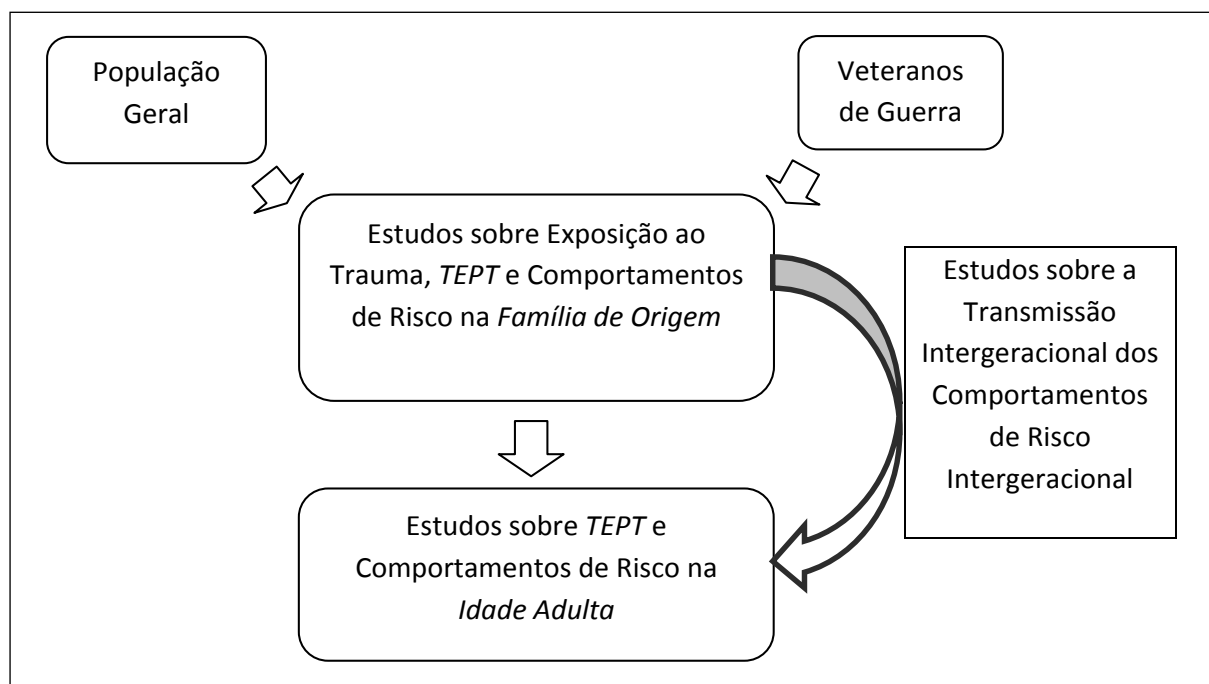 População
Geral
Veteranos
de Guerra
Estudos sobre Exposição ao
Trauma, TEPT e Comportamentos
de Risco na Família de Origem
Estudos sobre a
Transmissão
Intergeracional dos
Comportamentos
de Risco
Intergeracional
Estudos sobre TEPT e
Comportamentos de Risco na
Idade Adulta